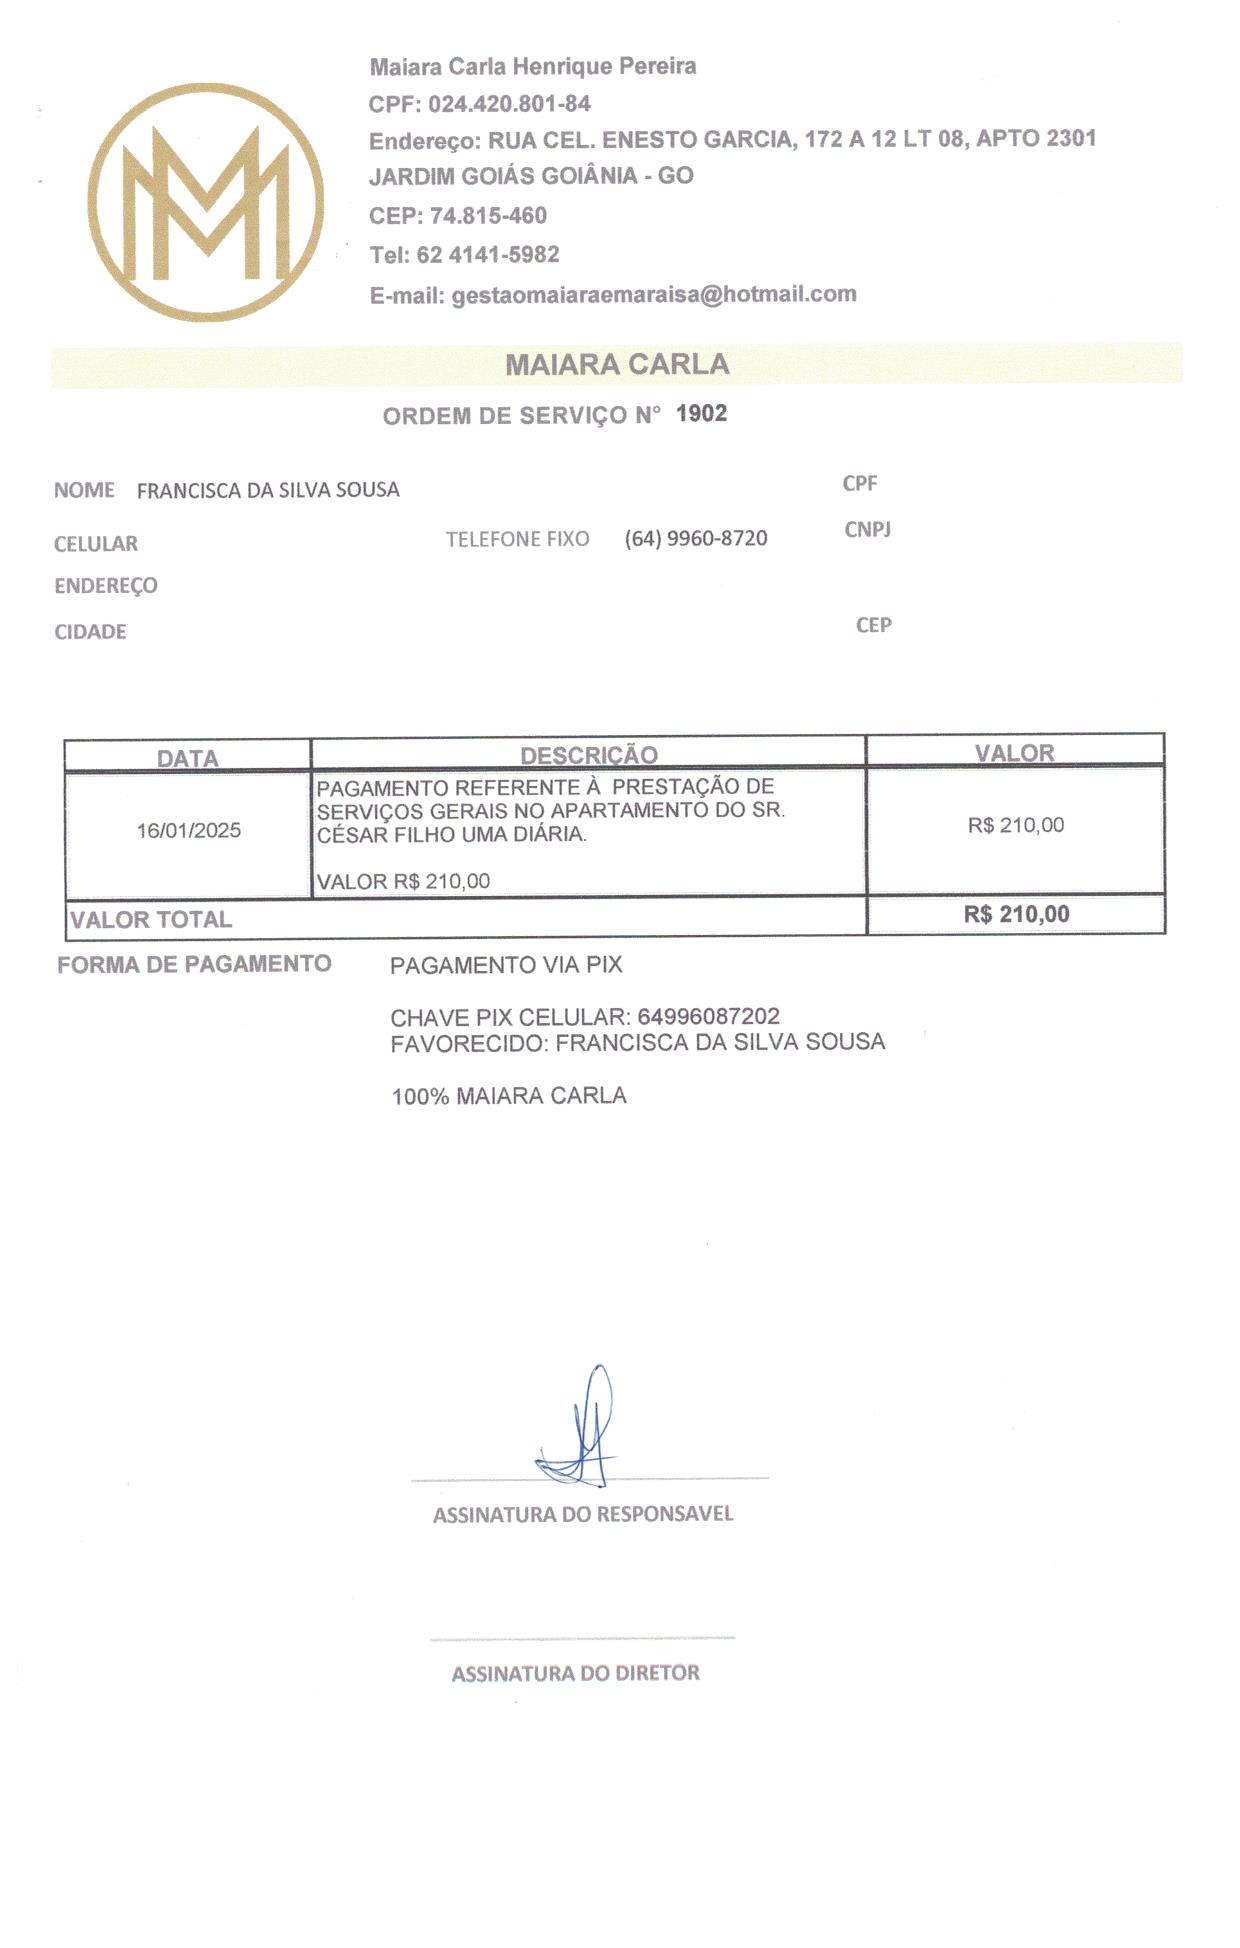 Maiara Carla Henrique Pereira
CPF: 024.420.801-84
Endereço: RUA CEL. ENESTO GARCIA, 172 A 12 LT 08, APTO 2301
JARDIM GOIÁS GOIÂNIA - GO
CEP: 74.815-460
Tel: 62 4141-5982
E-mail: gestaomaiaraemaraisa@hotmail.com
MM
MAIARA CARLA
ORDEM DE SERVIÇO N° 1902
NOME FRANCISCA DA SILVA SOUSA CPF
CELULAR TELEFONE FIXO (64) 9960-8720 CNPJ
ENDEREÇO
CIDADE CEP
DATA DESCRIÇÃO VALOR
PAGAMENTO REFERENTE À PRESTAÇÃO DE
SERVIÇOS GERAIS NO APARTAMENTO DO SR.
16/01/2025 CÉSAR FILHO UMA DIÁRIA. R$ 210,00
VALOR R$ 210,00
VALOR TOTAL R$ 210,00
FORMA DE PAGAMENTO PAGAMENTO VIA PIX
CHAVE PIX CELULAR: 64996087202
FAVORECIDO: FRANCISCA DA SILVA SOUSA
100% MAIARA CARLA
ASSINATURA DO RESPONSAVEL
ASSINATURA DO DIRETOR